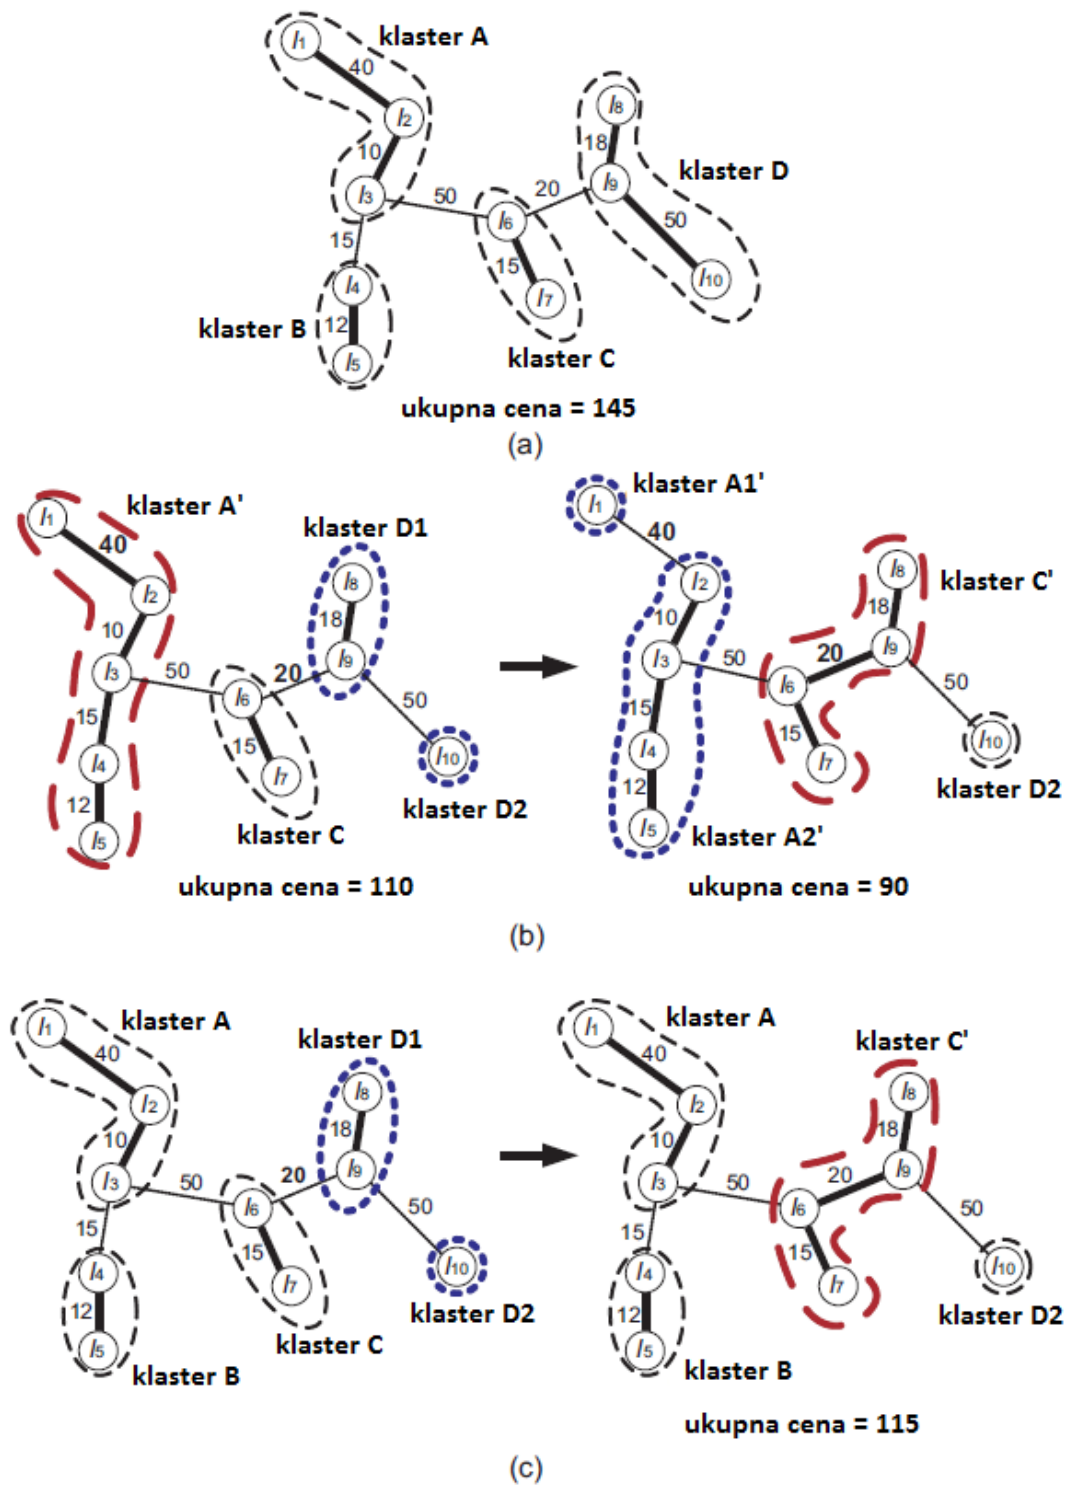 klaster A
l1
40
l2
l8
10
18
klaster D
l3
50
20
l9
l6
50
15
15
l4
l10
l7
klaster B
12
l5
klaster C
ukupna cena = 145
(a)
klaster A'
klaster A1'
l1
l1
klaster D1
40
40
l8
l8
klaster C'
l2
l2
18
18
10
10
l3
50
20
l9
l3
50
20
l9
l6
l6
50
50
15
15
15
15
l4
l10
l4
l7
l10
l7
klaster D2
klaster D2
12
12
klaster C
l5
l5
klaster A2'
ukupna cena = 110
ukupna cena = 90
(b)
klaster A
klaster A
l1
l1
klaster D1
klaster C'
40
40
l8
l8
l2
l2
18
18
10
10
l3
50
20
l9
l3
50
20
l9
l6
50
l6
50
15
15
15
15
l4
l10
l4
l10
l7
l7
12
klaster D2
12
klaster D2
klaster C
l5
l5
klaster B
klaster B
ukupna cena = 115
(c)